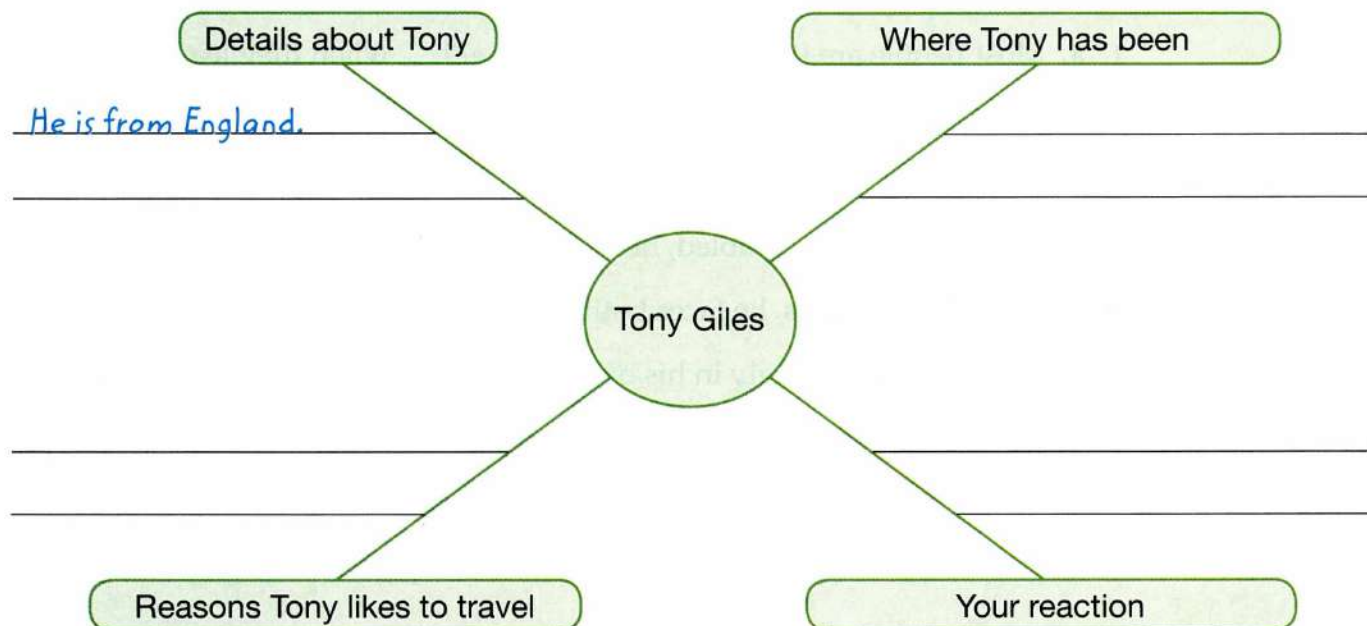 Details about Tony
Where Tony has been
He is from England.
Tony Giles
Reasons Tony likes to travel
Your reaction